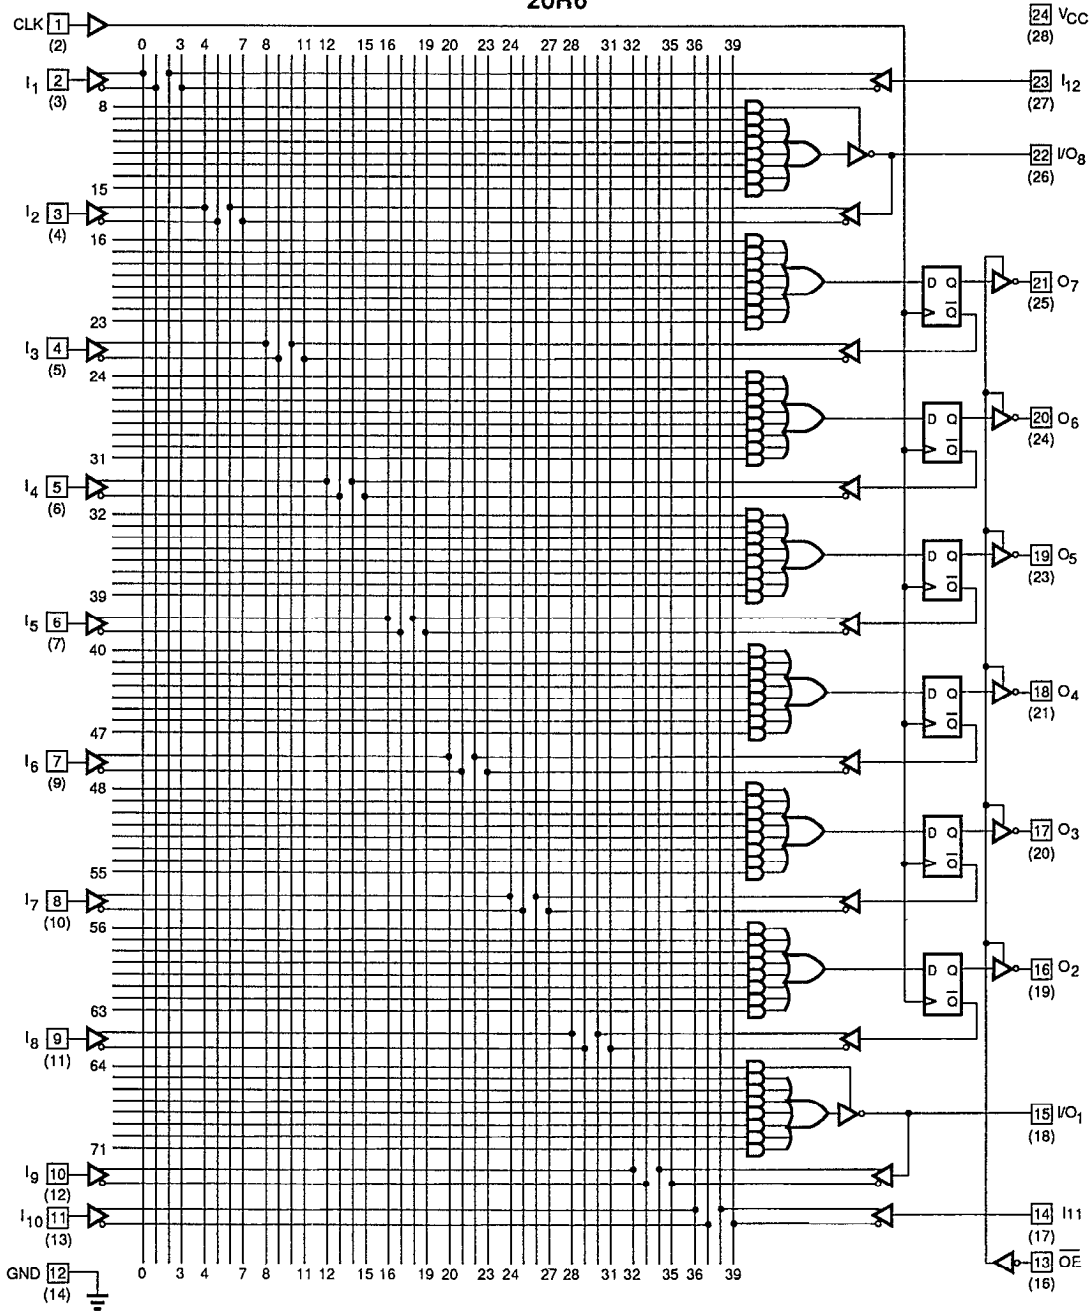 20R6
CLK 1
(2)
24 VCC
(28)
0 3 4 7 8 11 12 15 16 19 20 23 24 27 28 31 32 35 36 39
I1 2
(3)
23 I12
(27)
8
22 I/O8
(26)
15
I2 3
(4)
16
D Q
Q̅
21 O7
(25)
23
I3 4
(5)
24
D Q
Q̅
20 O6
(24)
31
I4 5
(6)
32
D Q
Q̅
19 O5
(23)
39
I5 6
(7)
40
D Q
Q̅
18 O4
(21)
47
I6 7
(9)
48
D Q
Q̅
17 O3
(20)
55
I7 8
(10)
56
D Q
Q̅
16 O2
(19)
63
I8 9
(11)
64
15 I/O1
(18)
71
I9 10
(12)
I10 11
(13)
14 I11
(17)
GND 12
(14)
0 3 4 7 8 11 12 15 16 19 20 23 24 27 28 31 32 35 36 39
13 O̅E̅
(16)